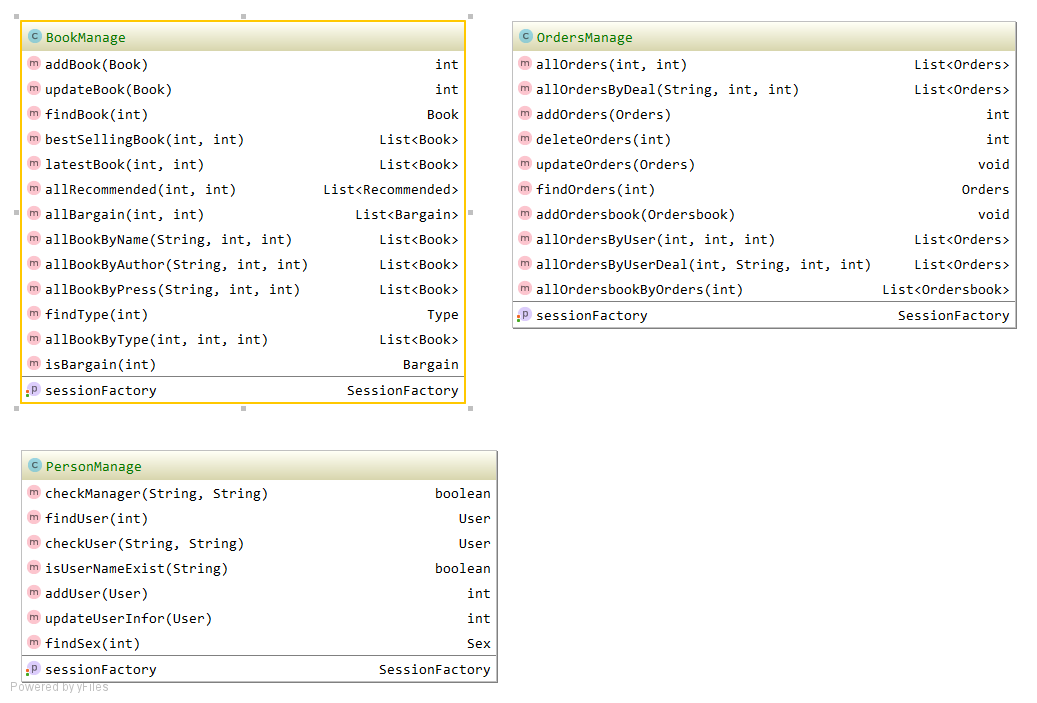 C BookManage
m addBook(Book) int
m updateBook(Book) int
m findBook(int) Book
m bestSellingBook(int, int) List<Book>
m latestBook(int, int) List<Book>
m allRecommended(int, int) List<Recommended>
m allBargain(int, int) List<Bargain>
m allBookByName(String, int, int) List<Book>
m allBookByAuthor(String, int, int) List<Book>
m allBookByPress(String, int, int) List<Book>
m findType(int) Type
m allBookByType(int, int, int) List<Book>
m isBargain(int) Bargain
p sessionFactory SessionFactory
C OrdersManage
m allOrders(int, int) List<Orders>
m allOrdersByDeal(String, int, int) List<Orders>
m addOrders(Orders) int
m deleteOrders(int) int
m updateOrders(Orders) void
m findOrders(int) Orders
m addOrdersbook(Ordersbook) void
m allOrdersByUser(int, int, int) List<Orders>
m allOrdersByUserDeal(int, String, int, int) List<Orders>
m allOrdersbookByOrders(int) List<Ordersbook>
p sessionFactory SessionFactory
C PersonManage
m checkManager(String, String) boolean
m findUser(int) User
m checkUser(String, String) User
m isUserNameExist(String) boolean
m addUser(User) int
m updateUserInfor(User) int
m findSex(int) Sex
p sessionFactory SessionFactory
Powered by yFiles